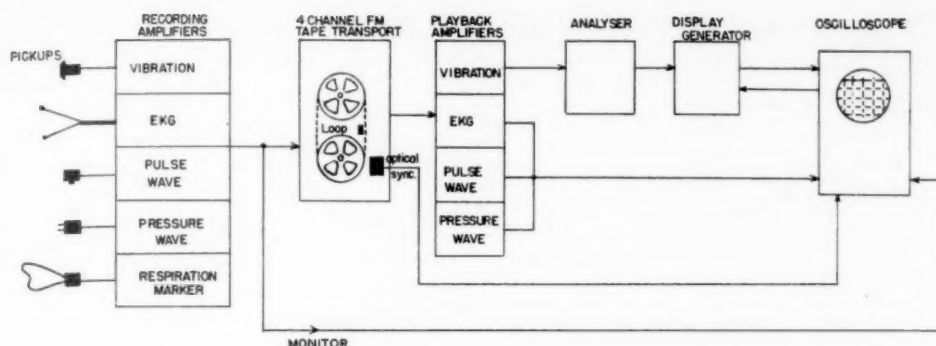 RECORDING
AMPLIFIERS
PICKUPS
VIBRATION
EKG
PULSE
WAVE
PRESSURE
WAVE
RESPIRATION
MARKER
4 CHANNEL FM
TAPE TRANSPORT
Loop
optical
sync.
PLAYBACK
AMPLIFIERS
VIBRATION
EKG
PULSE
WAVE
PRESSURE
WAVE
ANALYSER
DISPLAY
GENERATOR
OSCILLOSCOPE
MONITOR